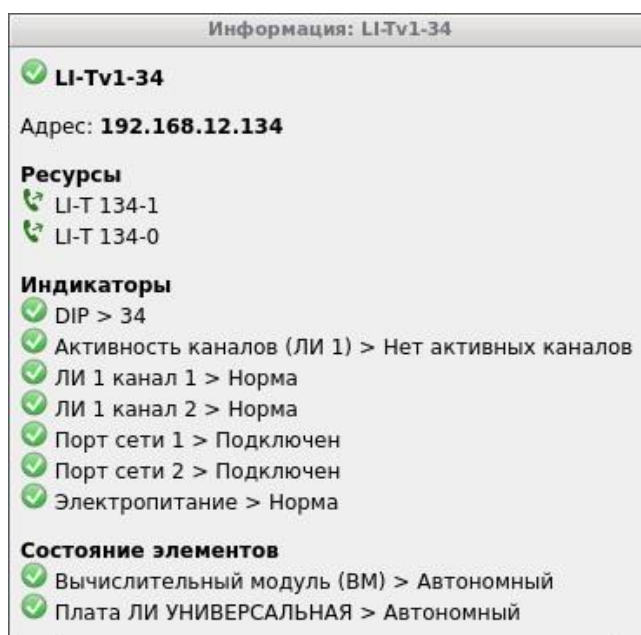 Информация: LI-Tv1-34
LI-Tv1-34
Адрес: 192.168.12.134
Ресурсы
LI-T 134-1
LI-T 134-0
Индикаторы
DIP > 34
Активность каналов (ЛИ 1) > Нет активных каналов
ЛИ 1 канал 1 > Норма
ЛИ 1 канал 2 > Норма
Порт сети 1 > Подключен
Порт сети 2 > Подключен
Электропитание > Норма
Состояние элементов
Вычислительный модуль (ВМ) > Автономный
Плата ЛИ УНИВЕРСАЛЬНАЯ > Автономный